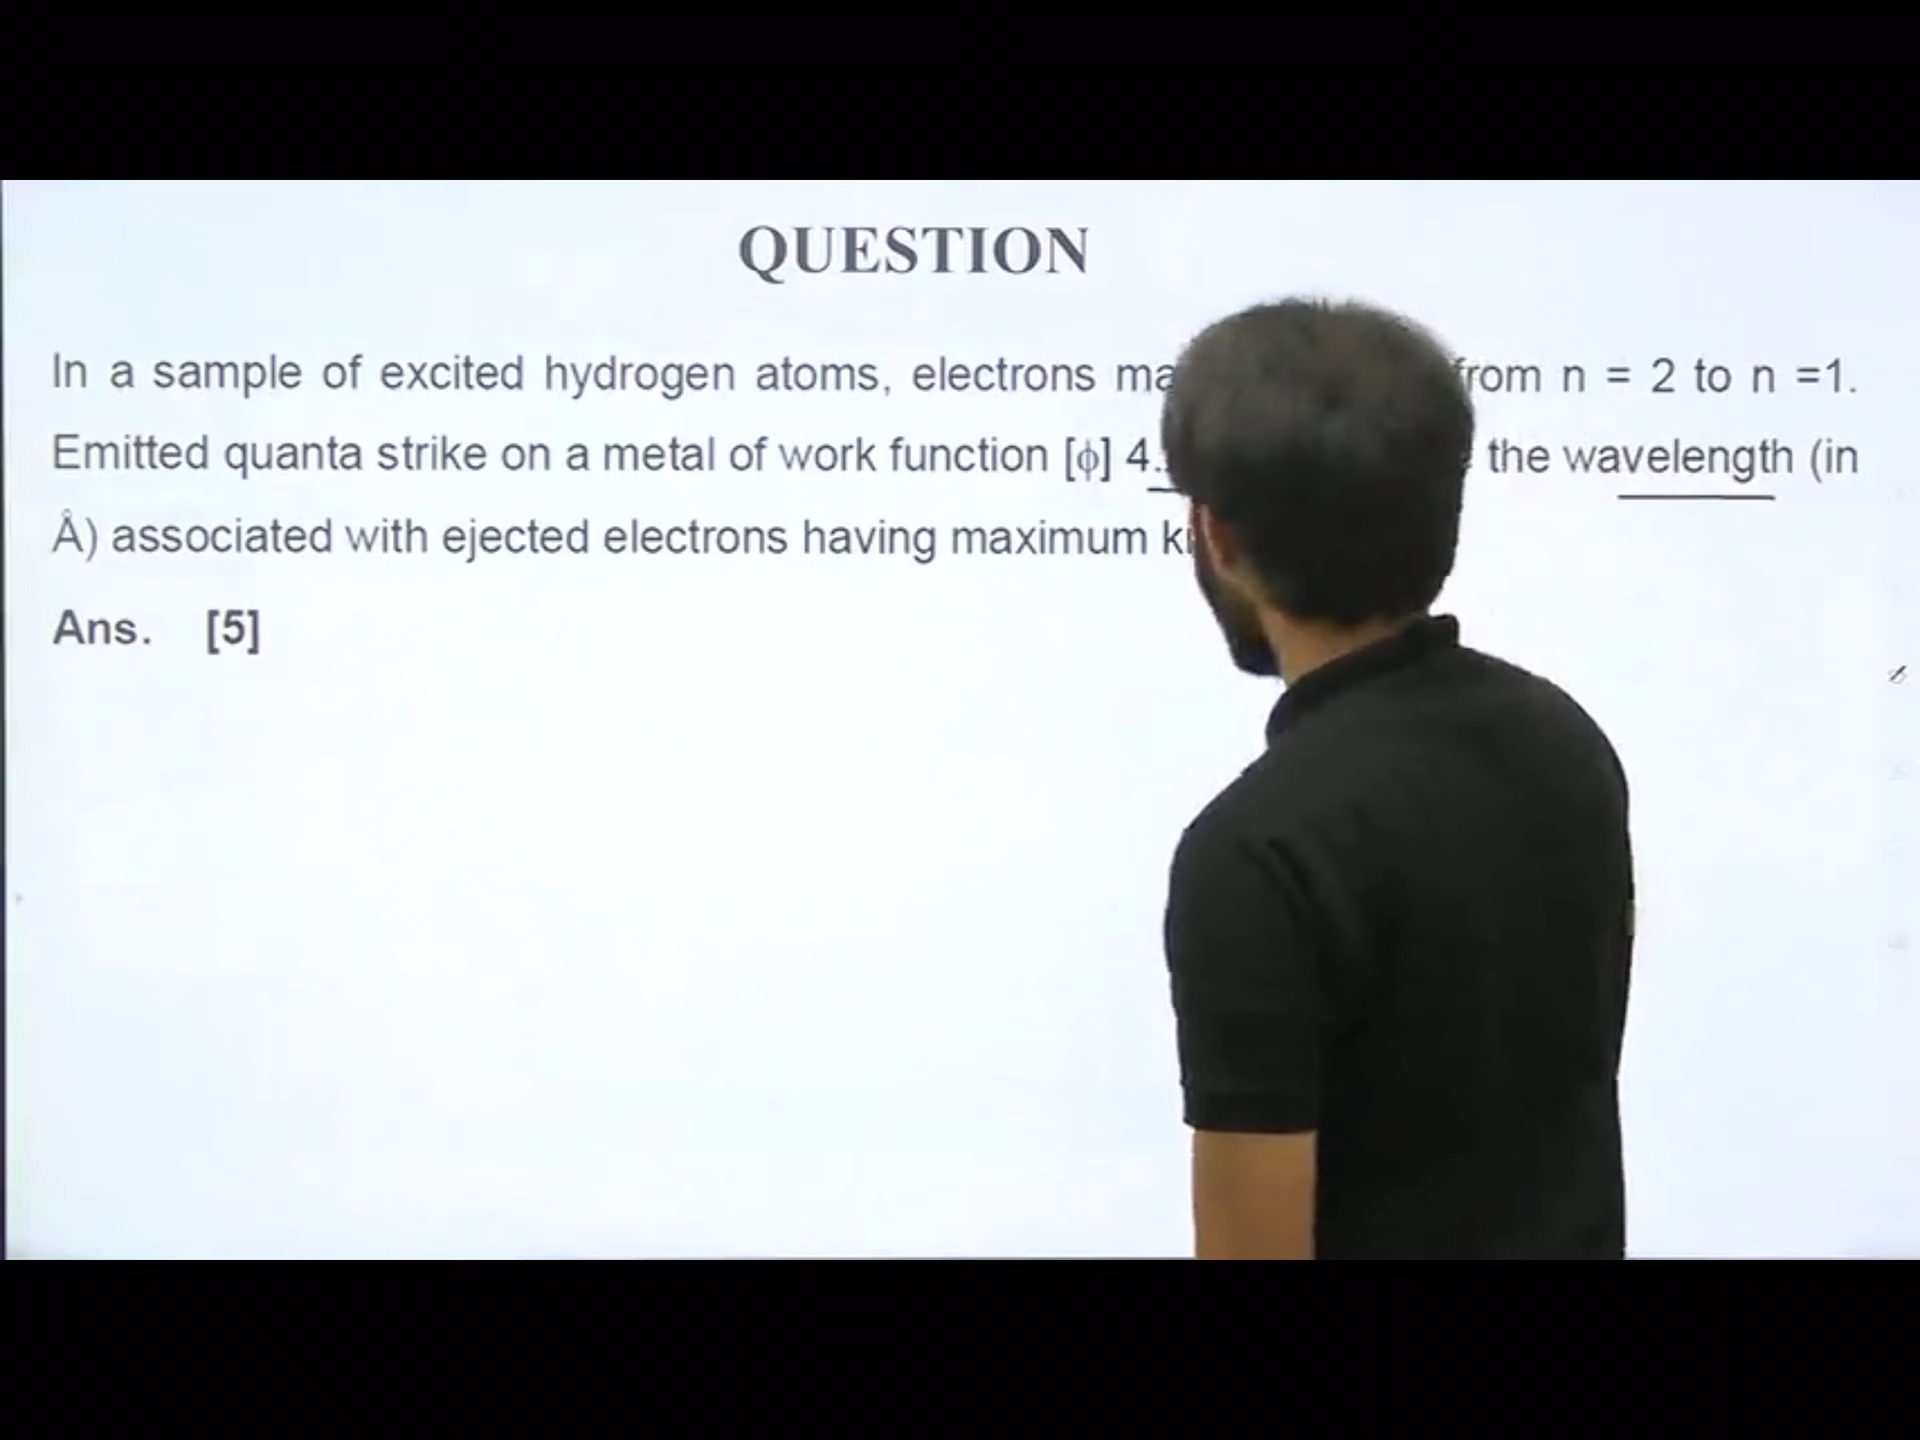 QUESTION
In a sample of excited hydrogen atoms, electrons from n = 2 to n =1.
Emitted quanta strike on a metal of work function [ϕ] 4. the wavelength (in
Å) associated with ejected electrons having maximum
Ans. [5]